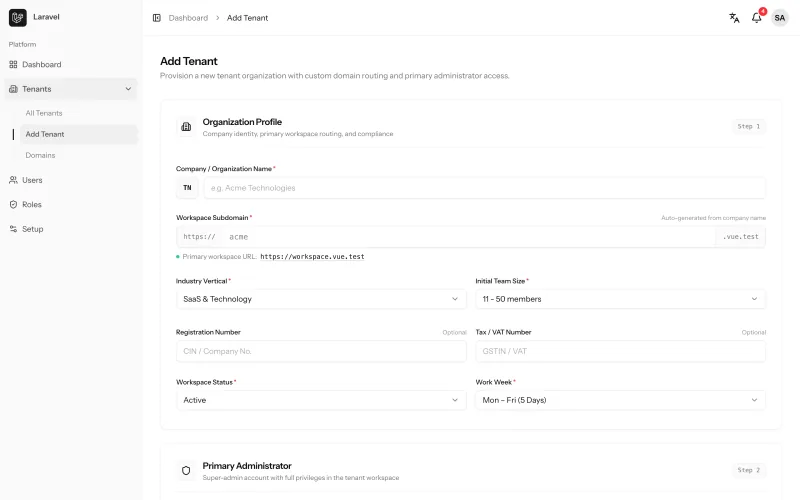 Laravel
Dashboard > Add Tenant
4
SA
Platform
Dashboard
Tenants
All Tenants
Add Tenant
Domains
Users
Roles
Setup
Add Tenant
Provision a new tenant organization with custom domain routing and primary administrator access.
Organization Profile
Company identity, primary workspace routing, and compliance
Step 1
Company / Organization Name *
TN
e.g. Acme Technologies
Workspace Subdomain *
Auto-generated from company name
https://
acme
.vue.test
Primary workspace URL: https://workspace.vue.test
Industry Vertical *
Initial Team Size *
SaaS & Technology
11 - 50 members
Registration Number
Optional
Tax / VAT Number
Optional
CIN / Company No.
GSTIN / VAT
Workspace Status *
Work Week *
Active
Mon – Fri (5 Days)
Primary Administrator
Super-admin account with full privileges in the tenant workspace
Step 2